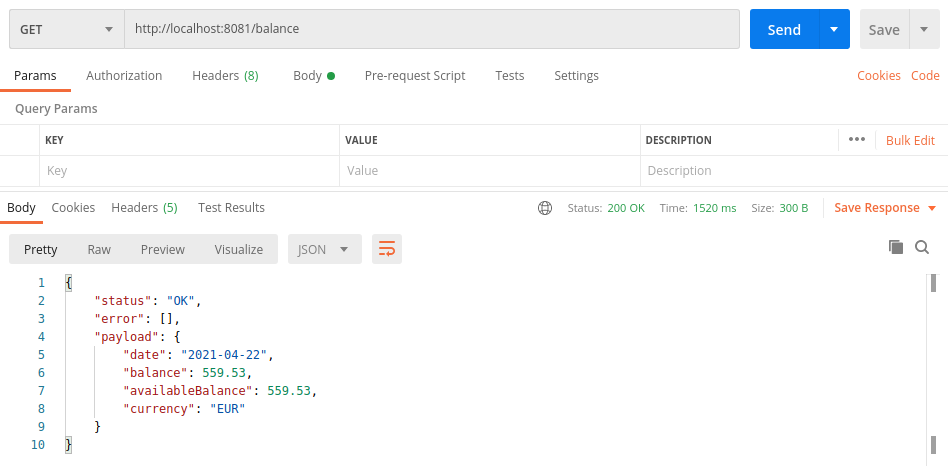 GET http://localhost:8081/balance Send Save
Params Authorization Headers (8) Body Pre-request Script Tests Settings Cookies Code
Query Params
KEY VALUE DESCRIPTION Bulk Edit
Key Value Description
Body Cookies Headers (5) Test Results Status: 200 OK Time: 1520 ms Size: 300 B Save Response
Pretty Raw Preview Visualize JSON
1 {
2 "status": "OK",
3 "error": [],
4 "payload": {
5 "date": "2021-04-22",
6 "balance": 559.53,
7 "availableBalance": 559.53,
8 "currency": "EUR"
9 }
10 }